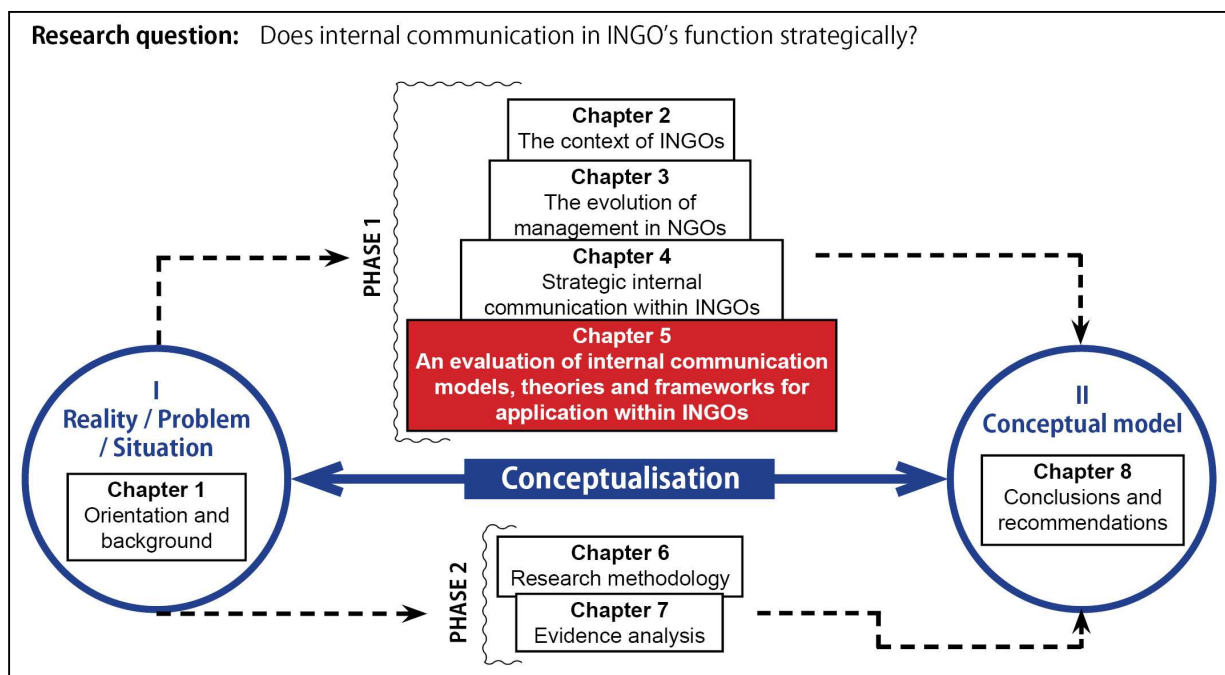 Research question: Does internal communication in INGO's function strategically?
PHASE 1
Chapter 2
The context of INGOs
Chapter 3
The evolution of
management in NGOs
Chapter 4
Strategic internal
communication within INGOs
Chapter 5
An evaluation of internal communication
models, theories and frameworks for
application within INGOs
I
Reality / Problem
/ Situation
Chapter 1
Orientation and
background
Conceptualisation
II
Conceptual model
Chapter 8
Conclusions and
recommendations
PHASE 2
Chapter 6
Research methodology
Chapter 7
Evidence analysis